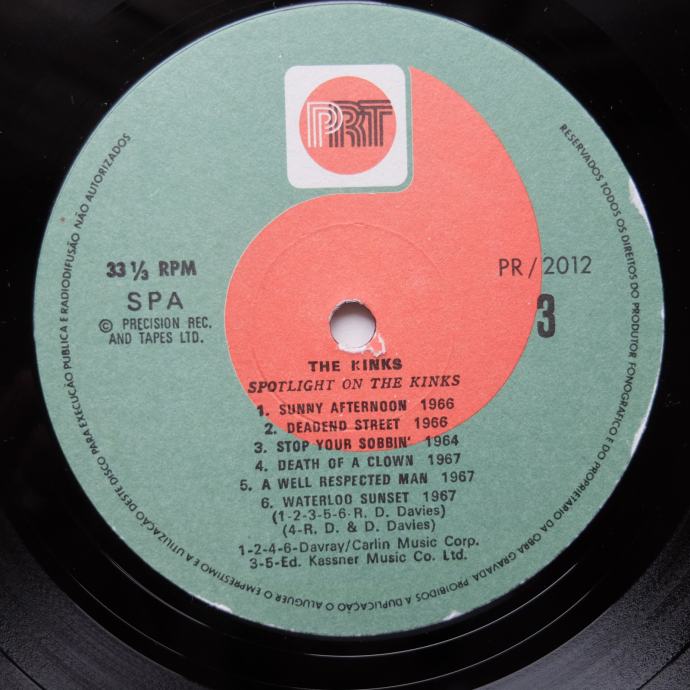 PRT
33 1/3 RPM
SPA
© PRECISION REC.
AND TAPES LTD.
PR / 2012
3
THE KINKS
SPOTLIGHT ON THE KINKS
1. SUNNY AFTERNOON 1966
2. DEADEND STREET 1966
3. STOP YOUR SOBBIN' 1964
4. DEATH OF A CLOWN 1967
5. A WELL RESPECTED MAN 1967
6. WATERLOO SUNSET 1967
(1-2-3-5-6-R. D. Davies)
(4-R. D. & D. Davies)
1-2-4-6-Davray/Carlin Music Corp.
3-5-Ed. Kassner Music Co. Ltd.
RESERVADOS TODOS OS DIREITOS DO PRODUTOR FONOGRAFICO E DO PROPRIETARIO DA OBRA GRAVADA PROIBIDOS A DUPLICAÇÃO O ALUGUER O EMPRESTIMO E A UTILIZAÇÃO DESTE DISCO PARA EXECUÇÃO PUBLICA E RADIODIFUSÃO NÃO AUTORIZADOS